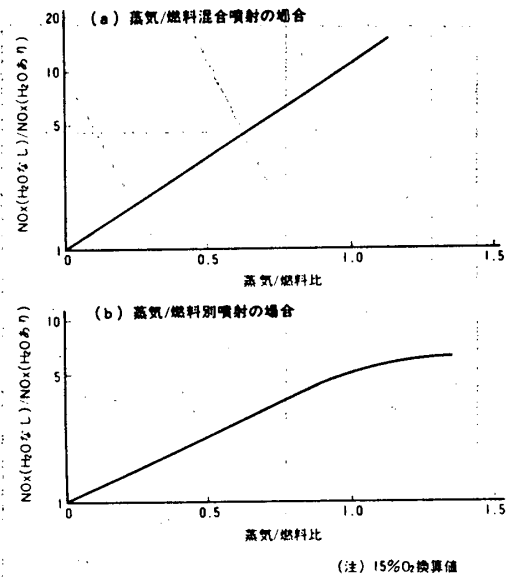 (a) 蒸気/燃料混合噴射の場合
NOx(H₂Oなし)/NOx(H₂Oあり)
20
10
5
1
0
0.5
1.0
1.5
蒸気/燃料比
(b) 蒸気/燃料別噴射の場合
NOx(H₂Oなし)/NOx(H₂Oあり)
10
5
1
0
0.5
1.0
1.5
蒸気/燃料比
(注) 15%O₂換算値